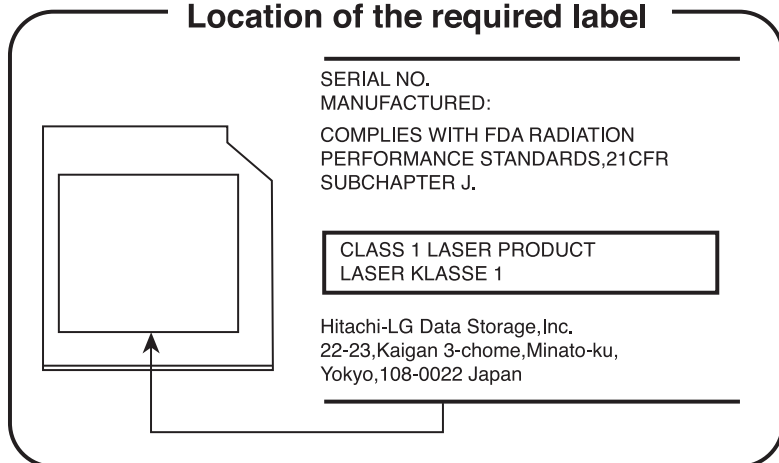 Location of the required label
SERIAL NO.
MANUFACTURED:
COMPLIES WITH FDA RADIATION
PERFORMANCE STANDARDS,21CFR
SUBCHAPTER J.
CLASS 1 LASER PRODUCT
LASER KLASSE 1
Hitachi-LG Data Storage,Inc.
22-23,Kaigan 3-chome,Minato-ku,
Yokyo,108-0022 Japan